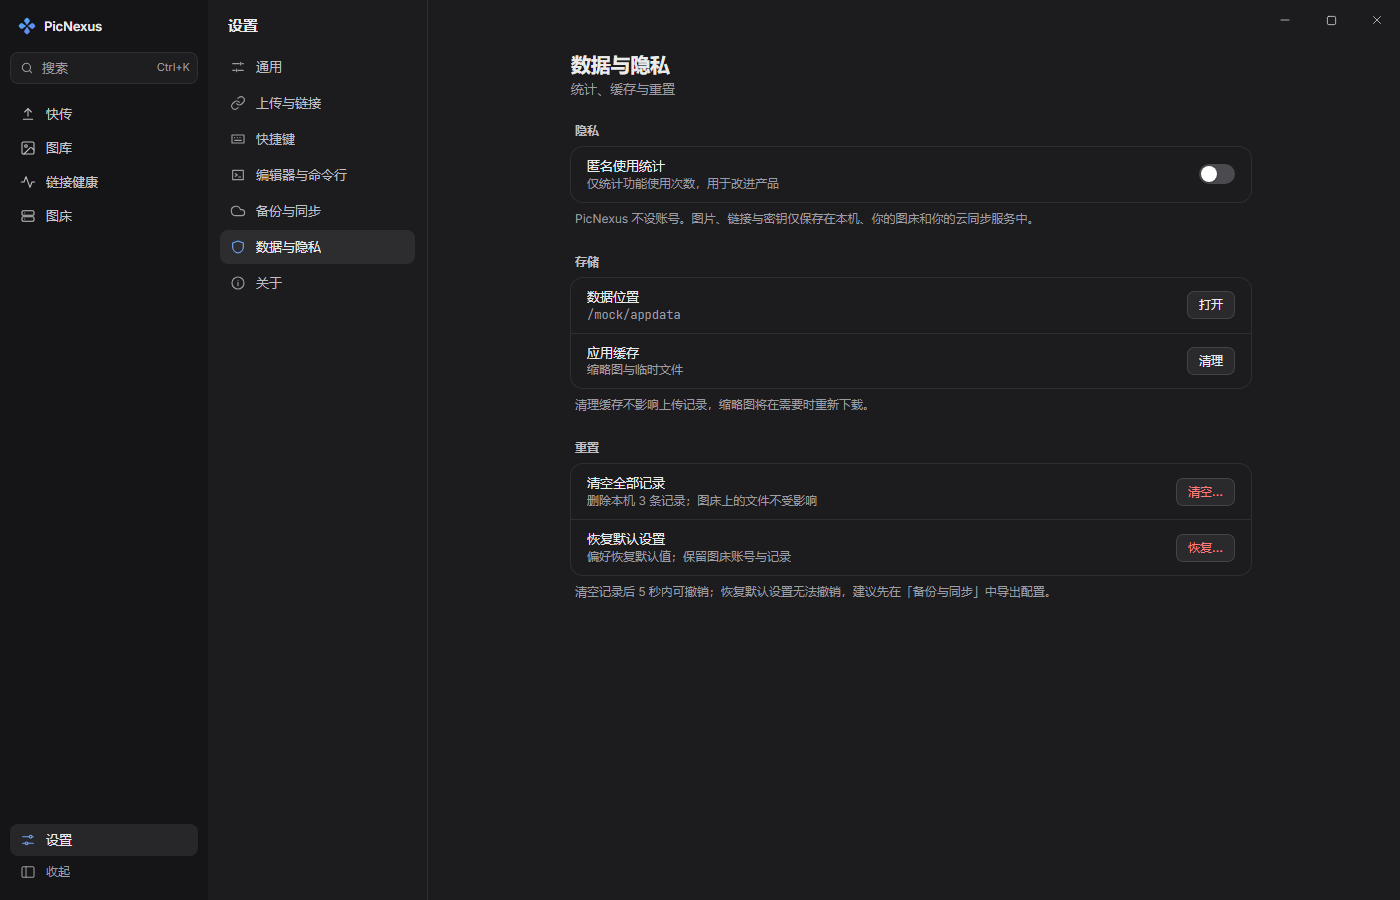 PicNexus
搜索 Ctrl+K
快传
图库
链接健康
图床
设置
收起
设置
通用
上传与链接
快捷键
编辑器与命令行
备份与同步
数据与隐私
关于
数据与隐私
统计、缓存与重置
隐私
匿名使用统计
仅统计功能使用次数，用于改进产品
PicNexus 不设账号。图片、链接与密钥仅保存在本机、你的图床和你的云同步服务中。
存储
数据位置
/mock/appdata
打开
应用缓存
缩略图与临时文件
清理
清理缓存不影响上传记录，缩略图将在需要时重新下载。
重置
清空全部记录
删除本机 3 条记录；图床上的文件不受影响
清空...
恢复默认设置
偏好恢复默认值；保留图床账号与记录
恢复...
清空记录后 5 秒内可撤销；恢复默认设置无法撤销，建议先在「备份与同步」中导出配置。